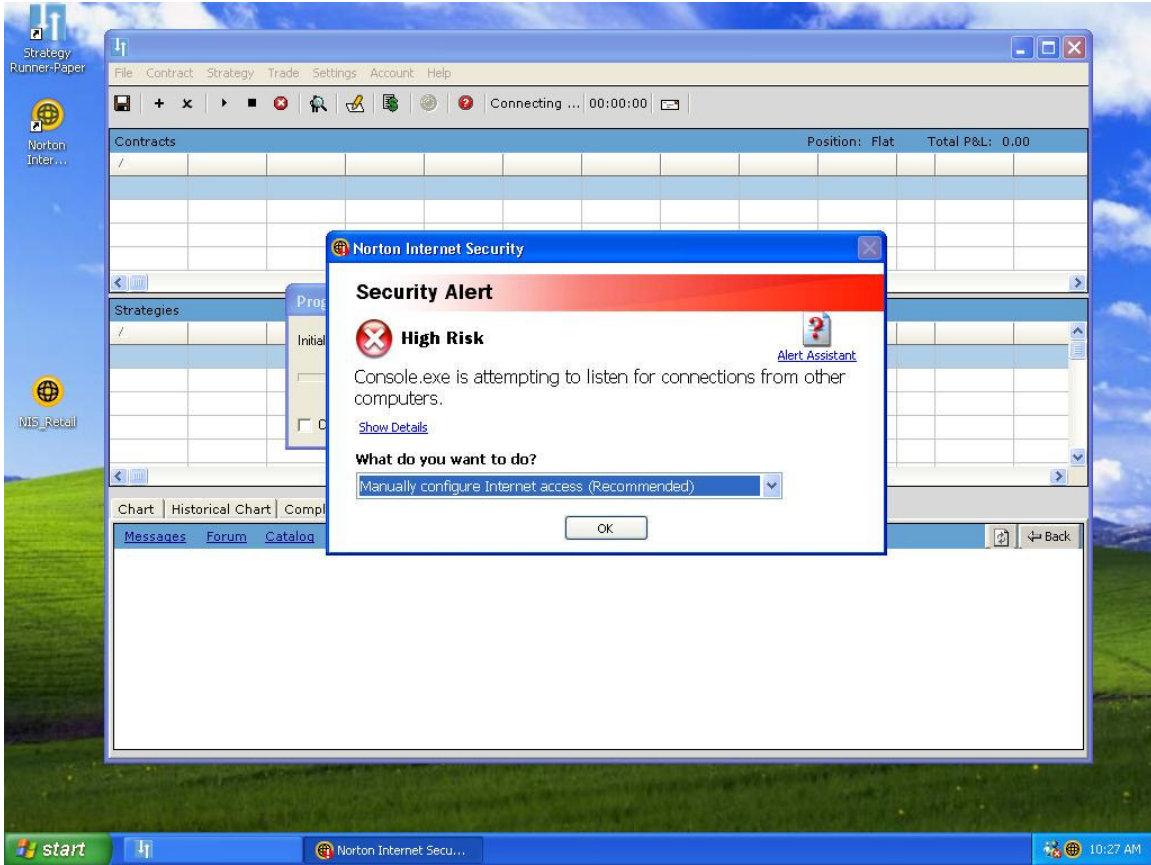 Strategy
Runner-Paper
Norton
Inter...
NIS_Retail
File Contract Strategy Trade Settings Account Help
Connecting ... 00:00:00
Contracts Position: Flat Total P&L: 0.00
/
Strategies
/
Prog
Initial
C
Norton Internet Security
Security Alert
High Risk
Alert Assistant
Console.exe is attempting to listen for connections from other
computers.
Show Details
What do you want to do?
Manually configure Internet access (Recommended)
OK
Chart Historical Chart Compl
Messages Forum Catalog Back
start Norton Internet Secu... 10:27 AM